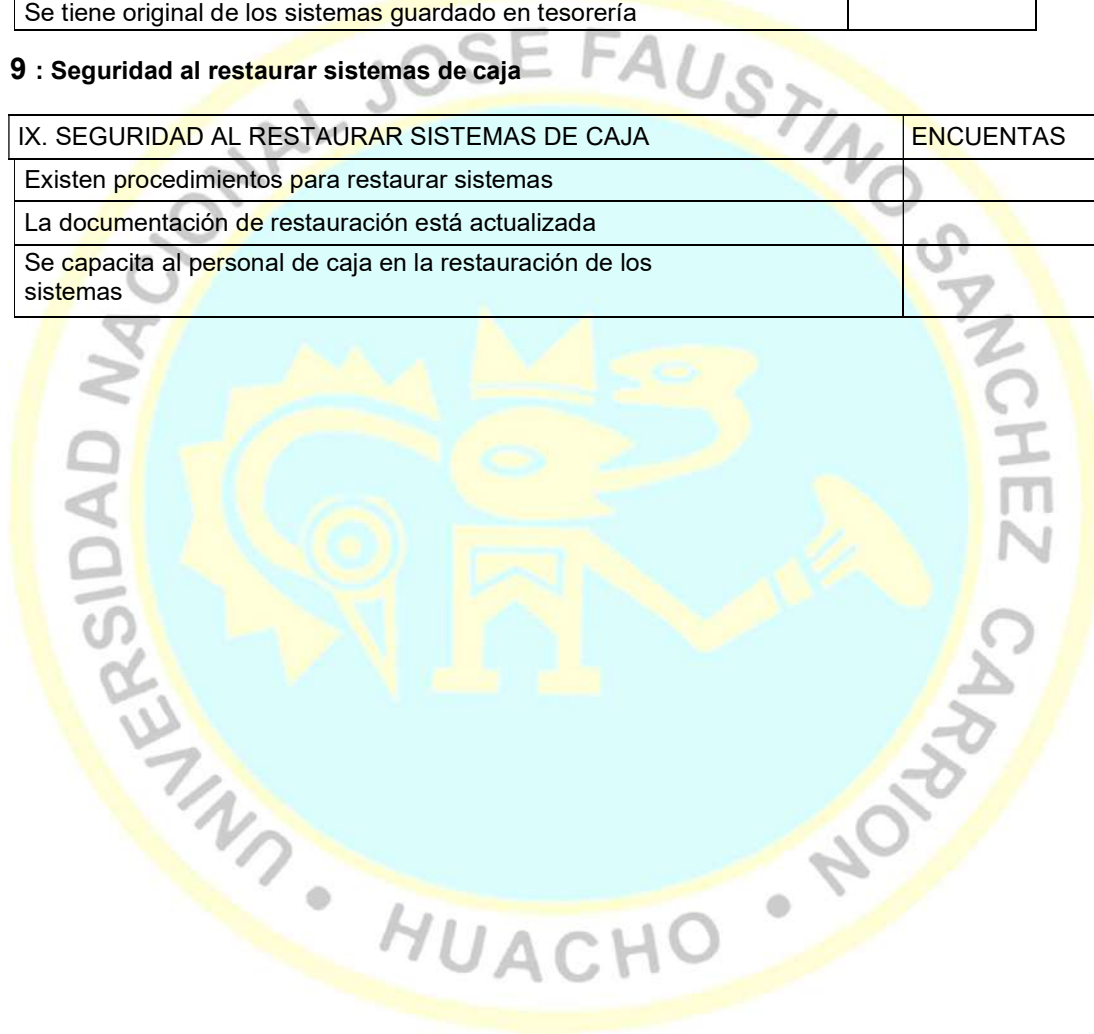 Se tiene original de los sistemas guardado en tesorería
9 : Seguridad al restaurar sistemas de caja
IX. SEGURIDAD AL RESTAURAR SISTEMAS DE CAJA ENCUENTAS
Existen procedimientos para restaurar sistemas
La documentación de restauración está actualizada
Se capacita al personal de caja en la restauración de los
sistemas
UNIVERSIDAD NACIONAL JOSE FAUSTINO SANCHEZ CARRION
• HUACHO •